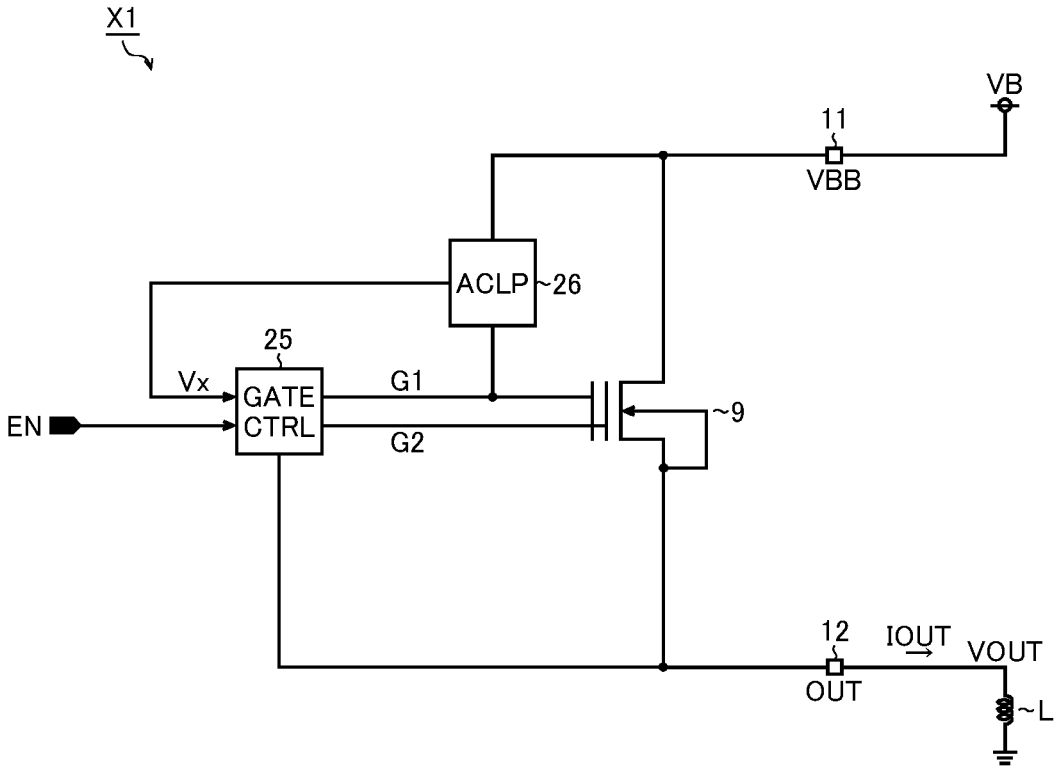 X1
VB
11
VBB
ACLP
26
25
Vx
G1
GATE
CTRL
9
EN
G2
12
IOUT
VOUT
OUT
L